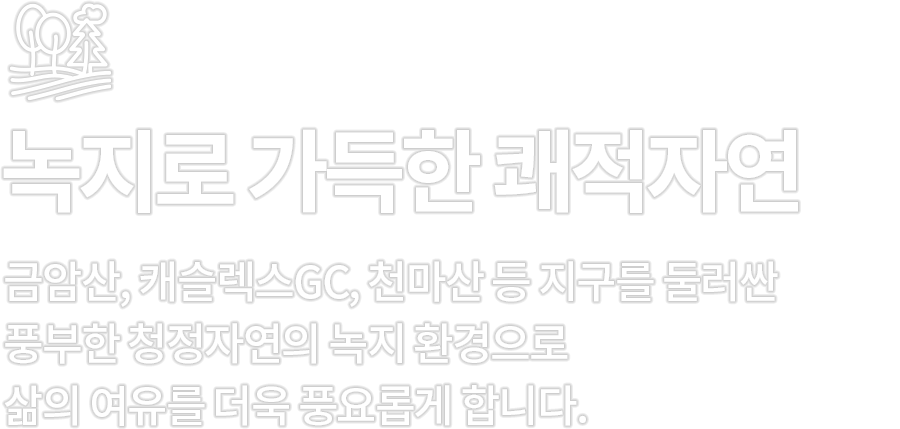 녹지로 가득한 쾌적자연
금암산, 캐슬렉스GC, 천마산 등 지구를 둘러싼
풍부한 청정자연의 녹지 환경으로
삶의 여유를 더욱 풍요롭게 합니다.